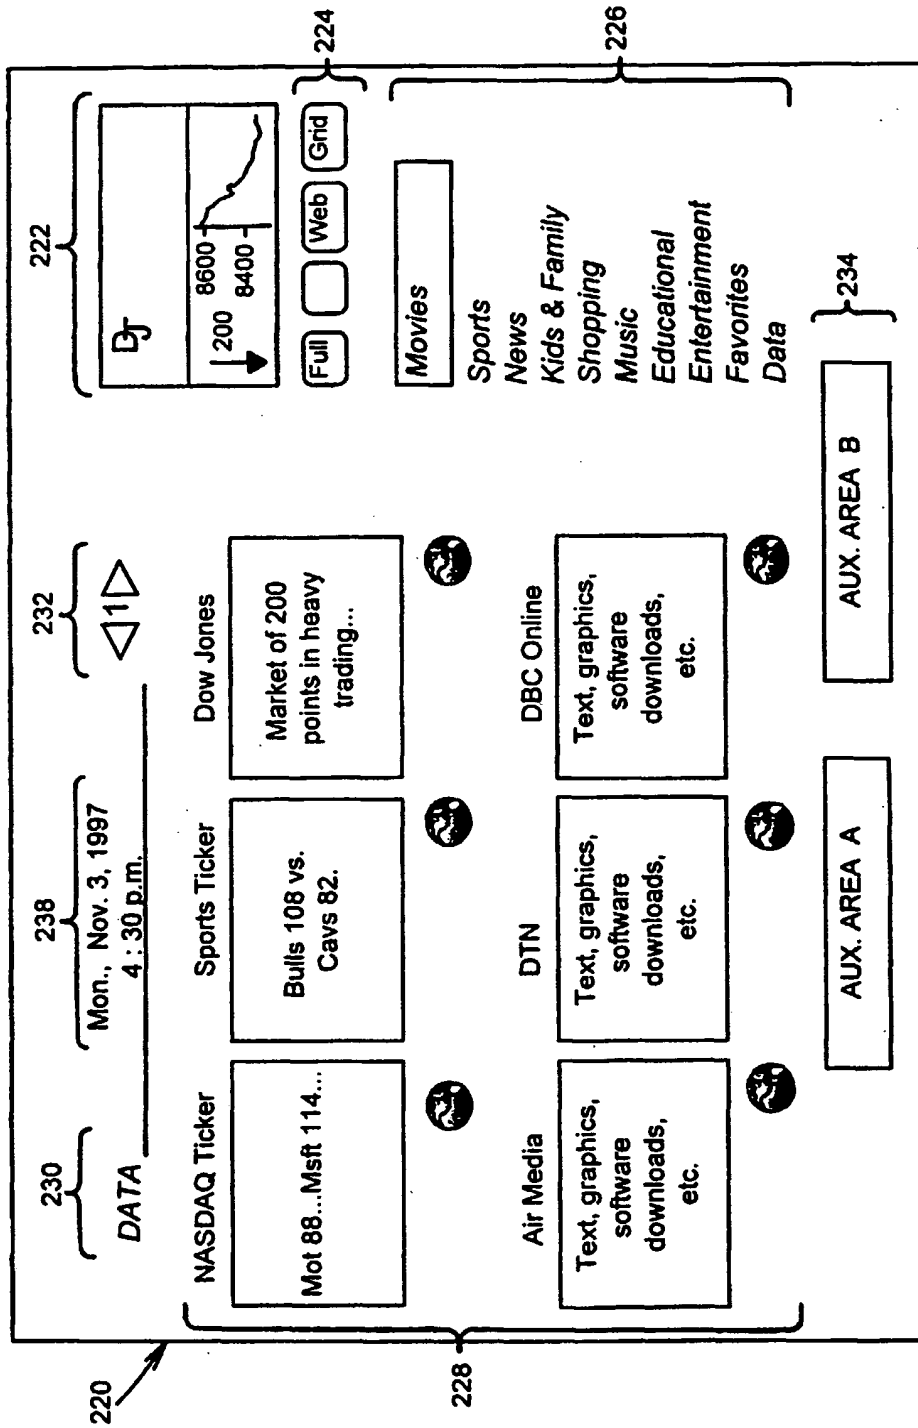 230
238
232
222
DATA
Mon., Nov. 3, 1997
4 : 30 p.m.
1
DJ
200
8600
8400
220
228
NASDAQ Ticker
Sports Ticker
Dow Jones
Mot 88...Msft 114...
Bulls 108 vs.
Cavs 82.
Market of 200
points in heavy
trading...
Full
Web
Grid
224
Air Media
DTN
DBC Online
Text, graphics,
software
downloads,
etc.
Text, graphics,
software
downloads,
etc.
Text, graphics,
software
downloads,
etc.
Movies
Sports
News
Kids & Family
Shopping
Music
Educational
Entertainment
Favorites
Data
226
AUX. AREA A
AUX. AREA B
234